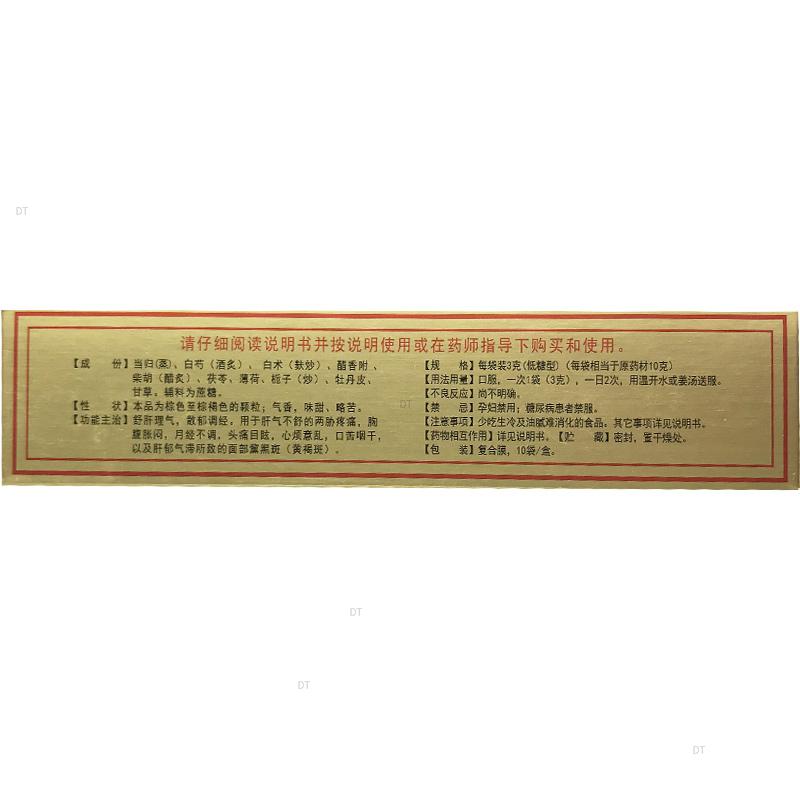 请仔细阅读说明书并按说明使用或在药师指导下购买和使用。
【成 份】当归(蒸)、白芍(酒炙)、白术(麸炒)、醋香附、
柴胡(醋炙)、茯苓、薄荷、栀子(炒)、牡丹皮、
甘草。辅料为蔗糖。
【性 状】本品为棕色至棕褐色的颗粒;气香,味甜、略苦。
【功能主治】舒肝理气,散郁调经。用于肝气不舒的两胁疼痛,胸
腹胀闷,月经不调,头痛目眩,心烦意乱,口苦咽干,
以及肝郁气滞所致的面部黧黑斑(黄褐斑)。
【规 格】每袋装3克(低糖型)(每袋相当于原药材10克)
【用法用量】口服,一次1袋(3克),一日2次,用温开水或姜汤送服。
【不良反应】尚不明确。
【禁 忌】孕妇禁用;糖尿病患者禁服。
【注意事项】少吃生冷及油腻难消化的食品。其它事项详见说明书。
【药物相互作用】详见说明书。【贮 藏】密封,置干燥处。
【包 装】复合膜,10袋/盒。
DT
DT
DT
DT
DT